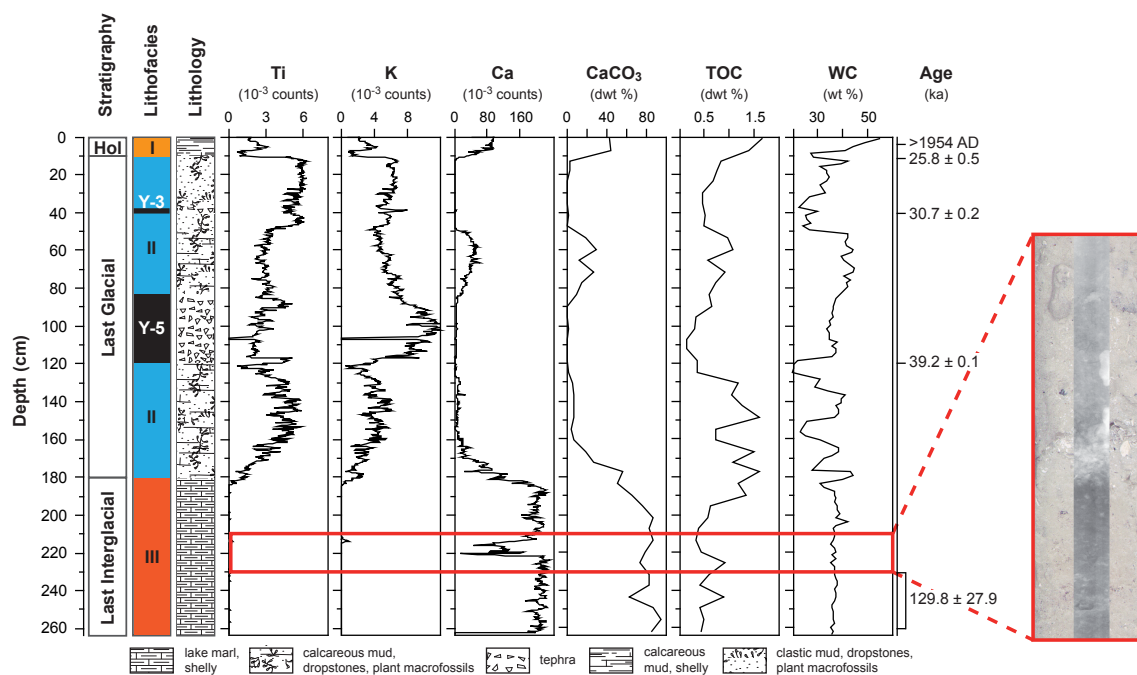 Stratigraphy
Lithofacies
Lithology
Ti
(10⁻³ counts)
K
(10⁻³ counts)
Ca
(10⁻³ counts)
CaCO₃
(dwt %)
TOC
(dwt %)
WC
(wt %)
Age
(ka)
0 3 6
0 4 8
0 160
0 40 80
0.5 1 1.5
30 60
Depth (cm)
0
20
40
60
80
100
120
140
160
180
200
220
240
260
Hol
Last Glacial
Last Interglacial
I
Y-3
II
Y-5
II
III
>1954 AD
25.8 ± 0.5
30.7 ± 0.2
39.2 ± 0.1
129.8 ± 27.9
lake marl,
shelly
calcareous mud,
dropstones, plant macrofossils
tephra
calcareous
mud, shelly
clastic mud, dropstones,
plant macrofossils